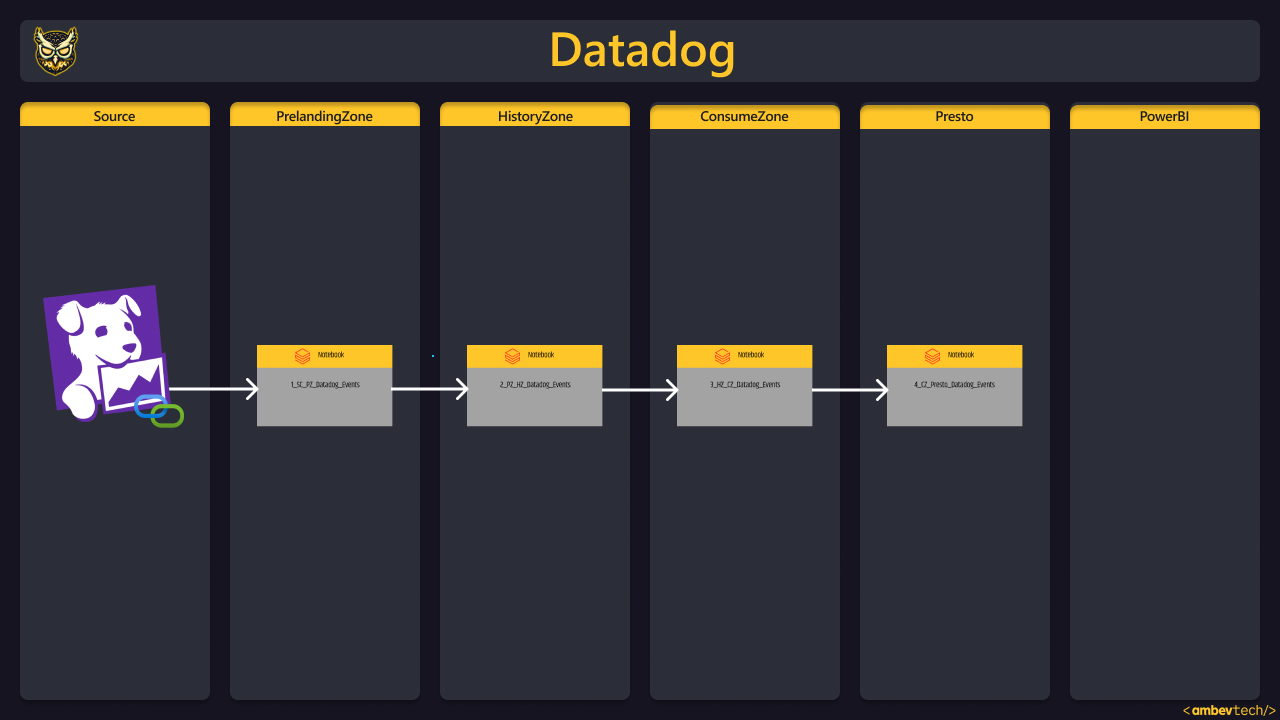 Datadog
Source
PrelandingZone
HistoryZone
ConsumeZone
Presto
PowerBI
Notebook
1_SC_PZ_Datadog_Events
Notebook
2_PZ_HZ_Datadog_Events
Notebook
3_HZ_CZ_Datadog_Events
Notebook
4_CZ_Presto_Datadog_Events
<ambevtech/>